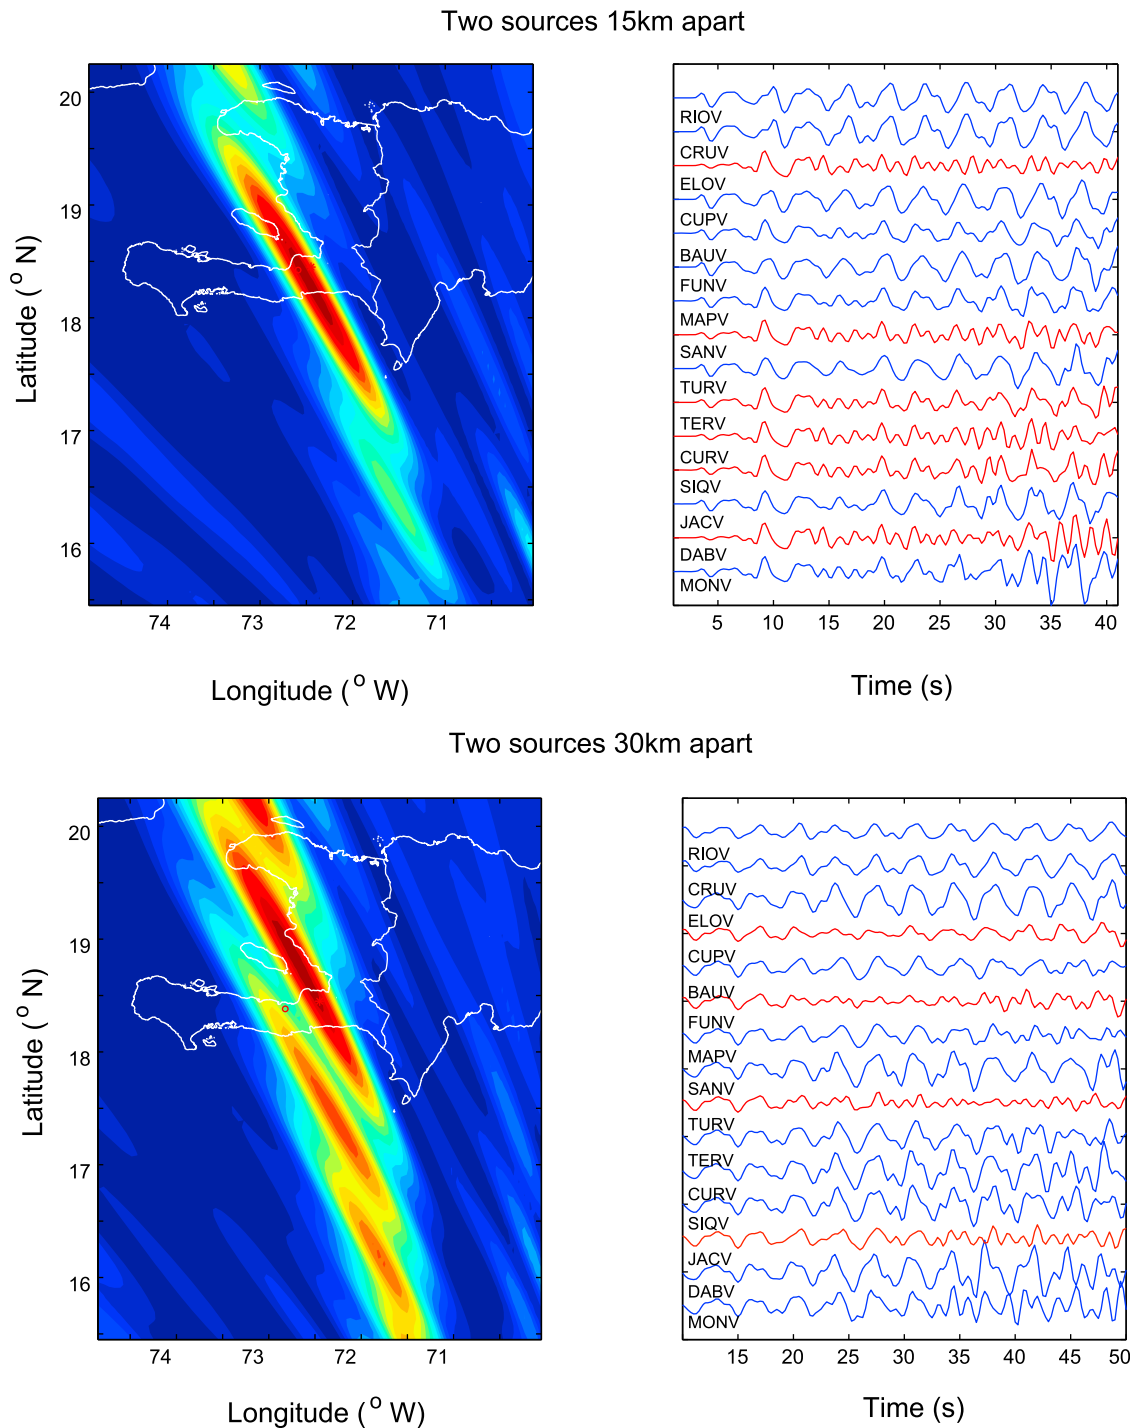 Two sources 15km apart
20
19
18
17
16
Latitude (° N)
74
73
72
71
Longitude (° W)
RIOV
CRUV
ELOV
CUPV
BAUV
FUNV
MAPV
SANV
TURV
TERV
CURV
SIQV
JACV
DABV
MONV
5
10
15
20
25
30
35
40
Time (s)
Two sources 30km apart
20
19
18
17
16
Latitude (° N)
74
73
72
71
Longitude (° W)
RIOV
CRUV
ELOV
CUPV
BAUV
FUNV
MAPV
SANV
TURV
TERV
CURV
SIQV
JACV
DABV
MONV
15
20
25
30
35
40
45
50
Time (s)